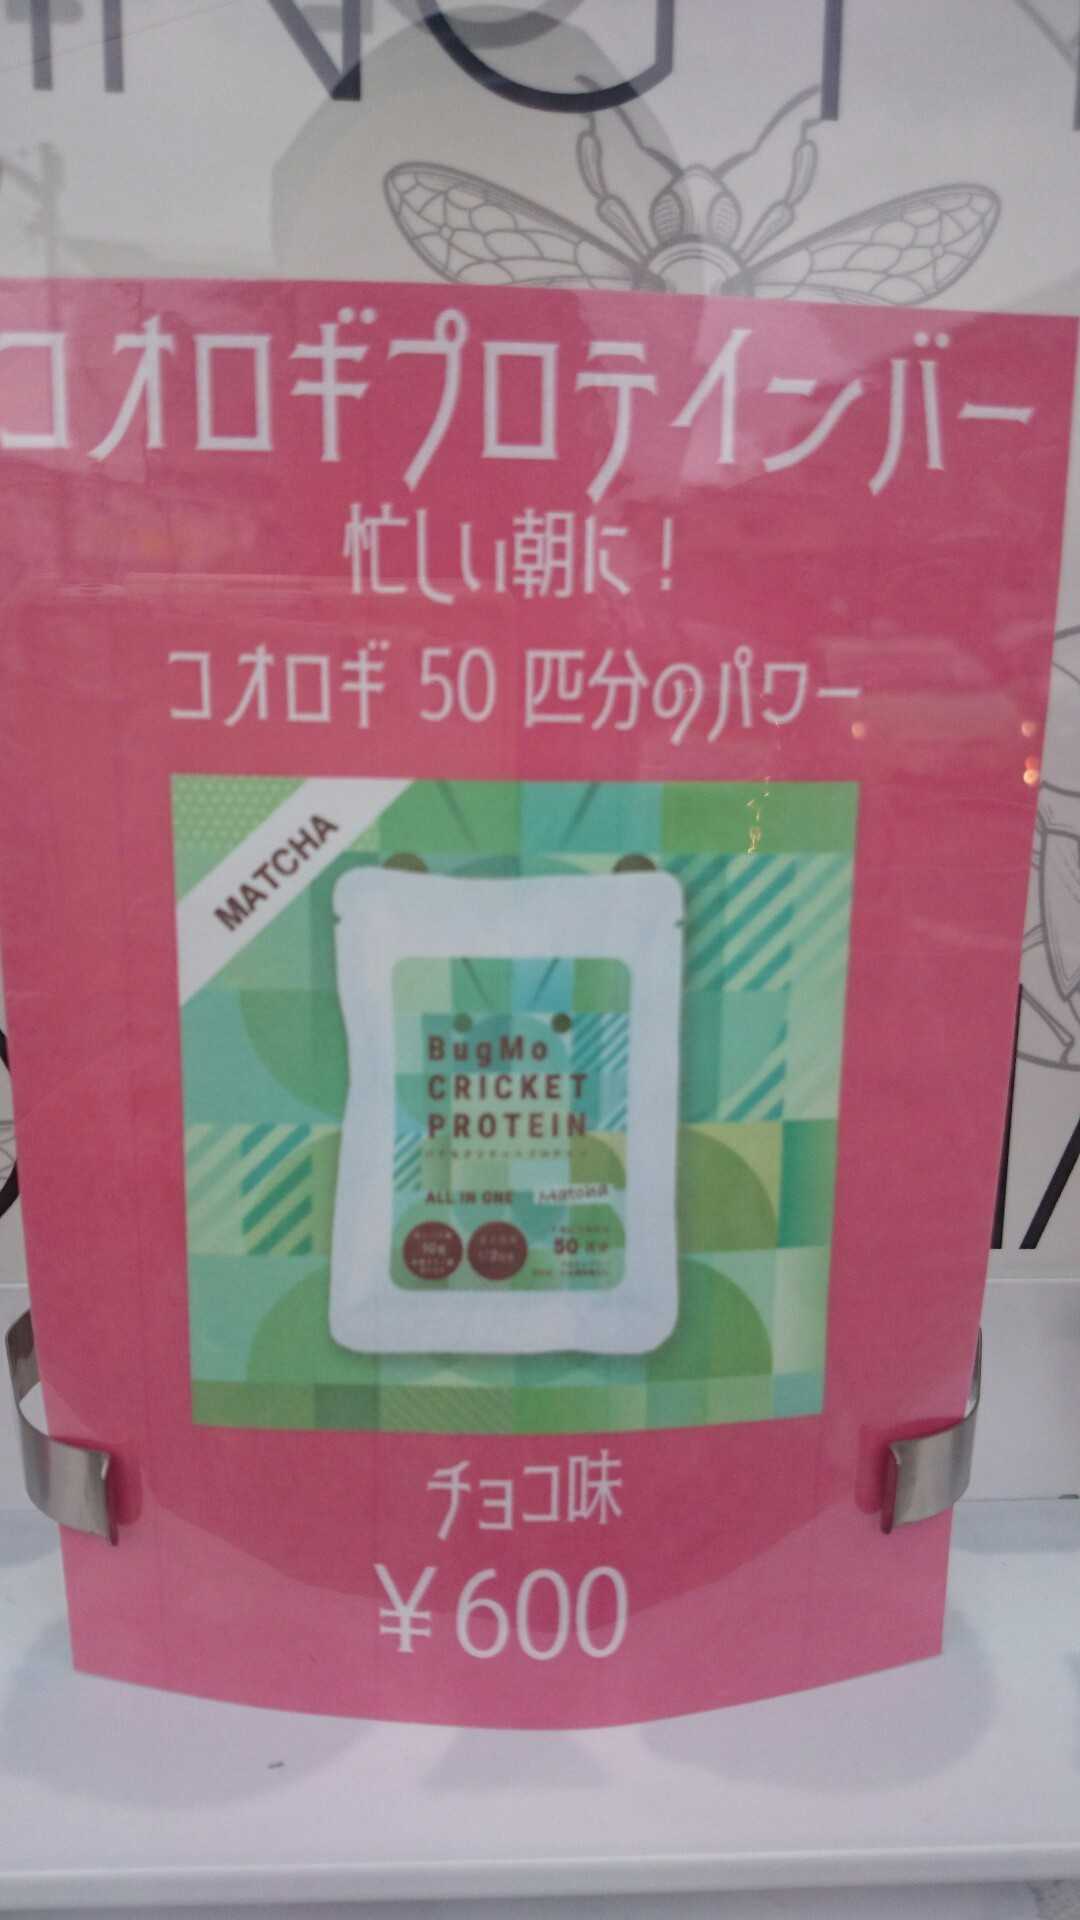 コオロギプロテインバー
忙しい朝に！
コオロギ 50 匹分のパワー
MATCHA
BugMo
CRICKET
PROTEIN
ALL IN ONE Matcha
50
チョコ味
¥600